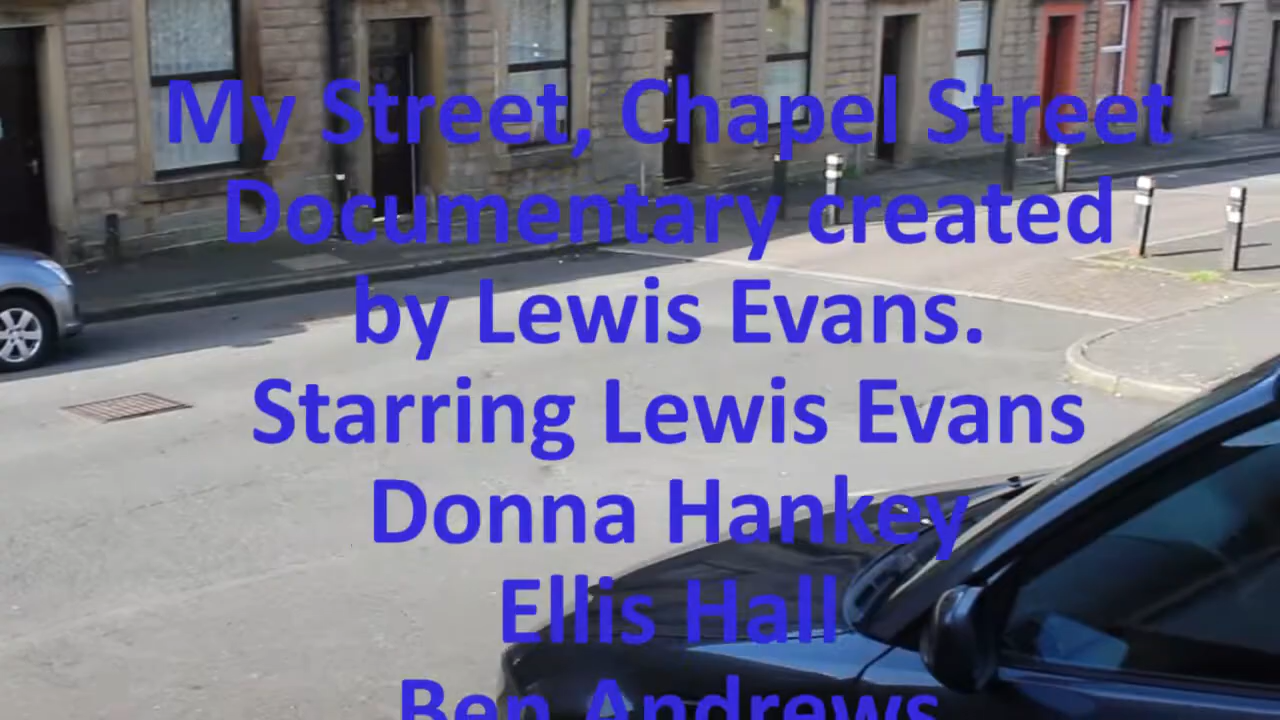 My Street, Chapel Street
Documentary created
by Lewis Evans.
Starring Lewis Evans
Donna Hankey
Ellis Hall
Ben Andrews